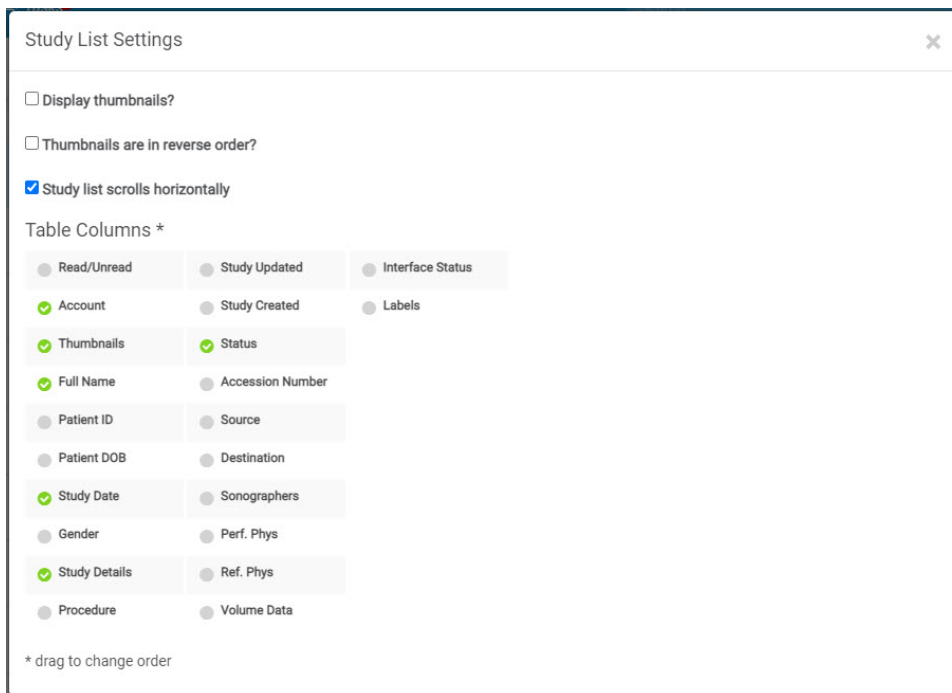 Study List Settings
×
Display thumbnails?
Thumbnails are in reverse order?
Study list scrolls horizontally
Table Columns *
Read/Unread
Account
Thumbnails
Full Name
Patient ID
Patient DOB
Study Date
Gender
Study Details
Procedure
Study Updated
Study Created
Status
Accession Number
Source
Destination
Sonographers
Perf. Phys
Ref. Phys
Volume Data
Interface Status
Labels
* drag to change order